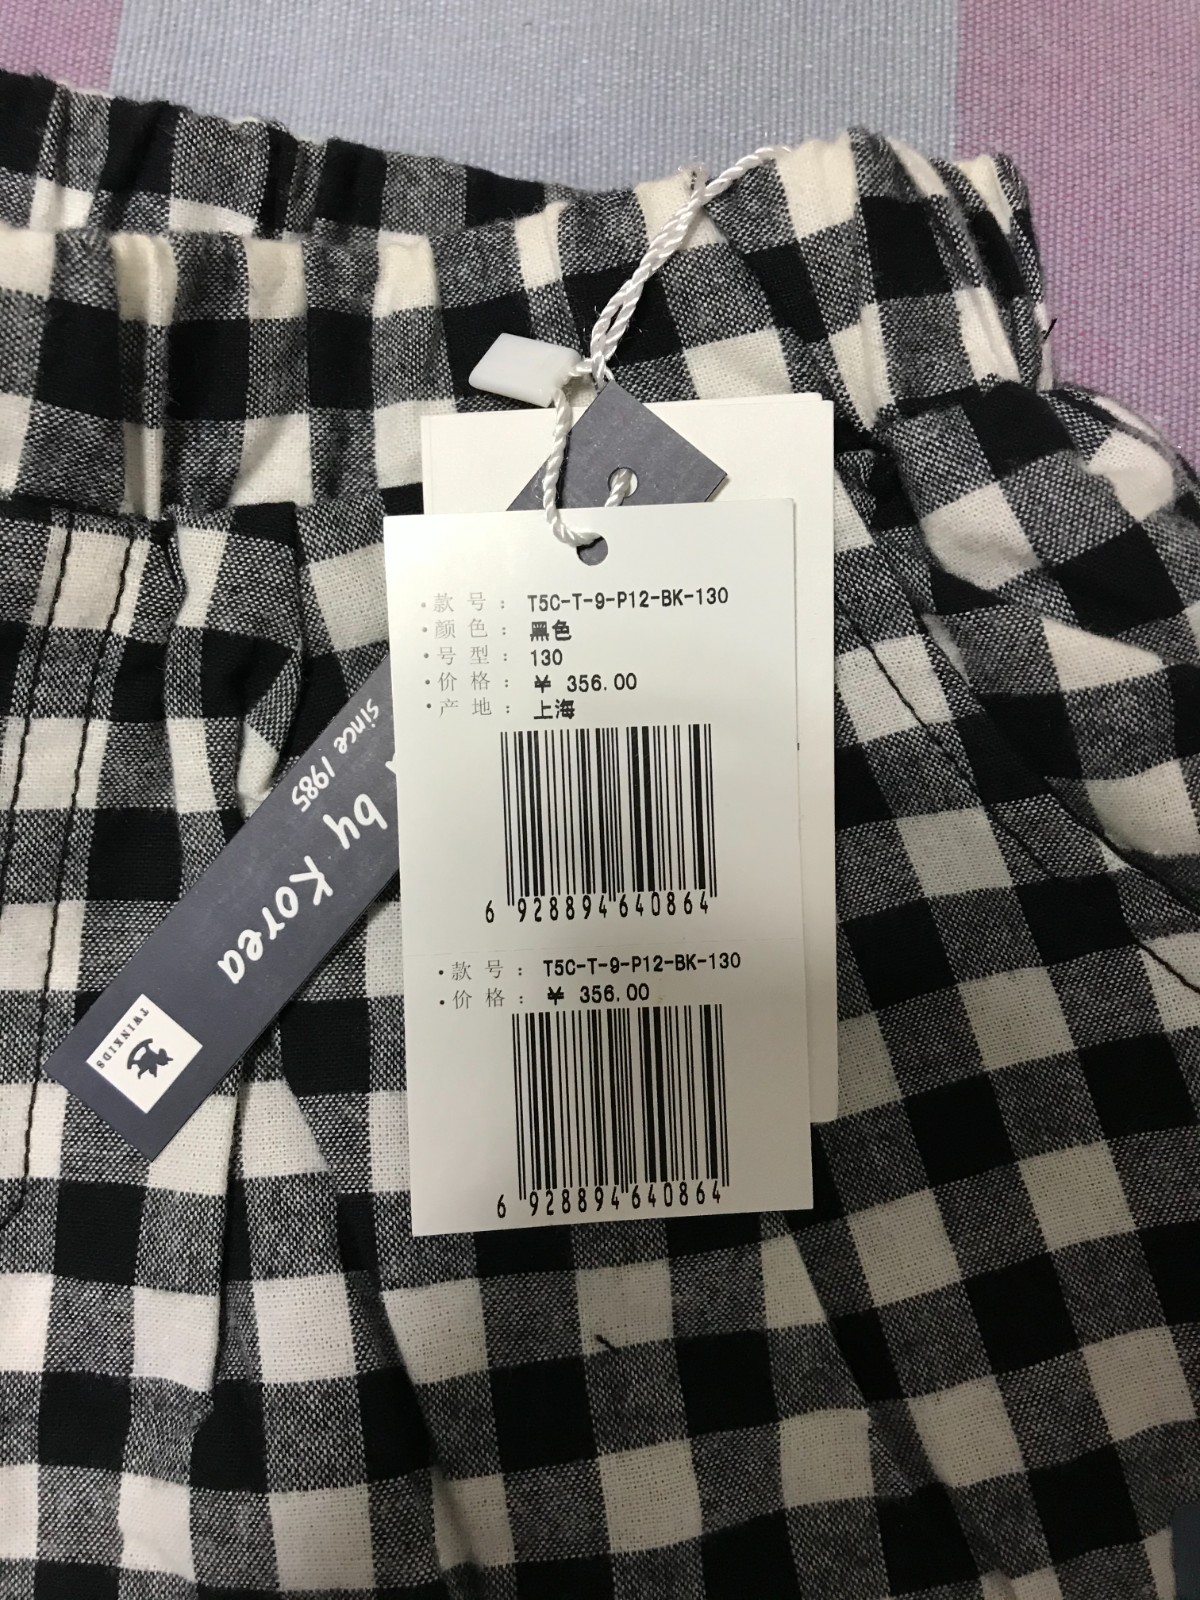 ·款 号： T5C-T-9-P12-BK-130
·颜 色： 黑色
·号 型： 130
·价 格： ¥ 356.00
·产 地： 上海
6 928894 640864
·款 号： T5C-T-9-P12-BK-130
·价 格： ¥ 356.00
6 928894 640864
by Korea
since 1985
TWINKIDS